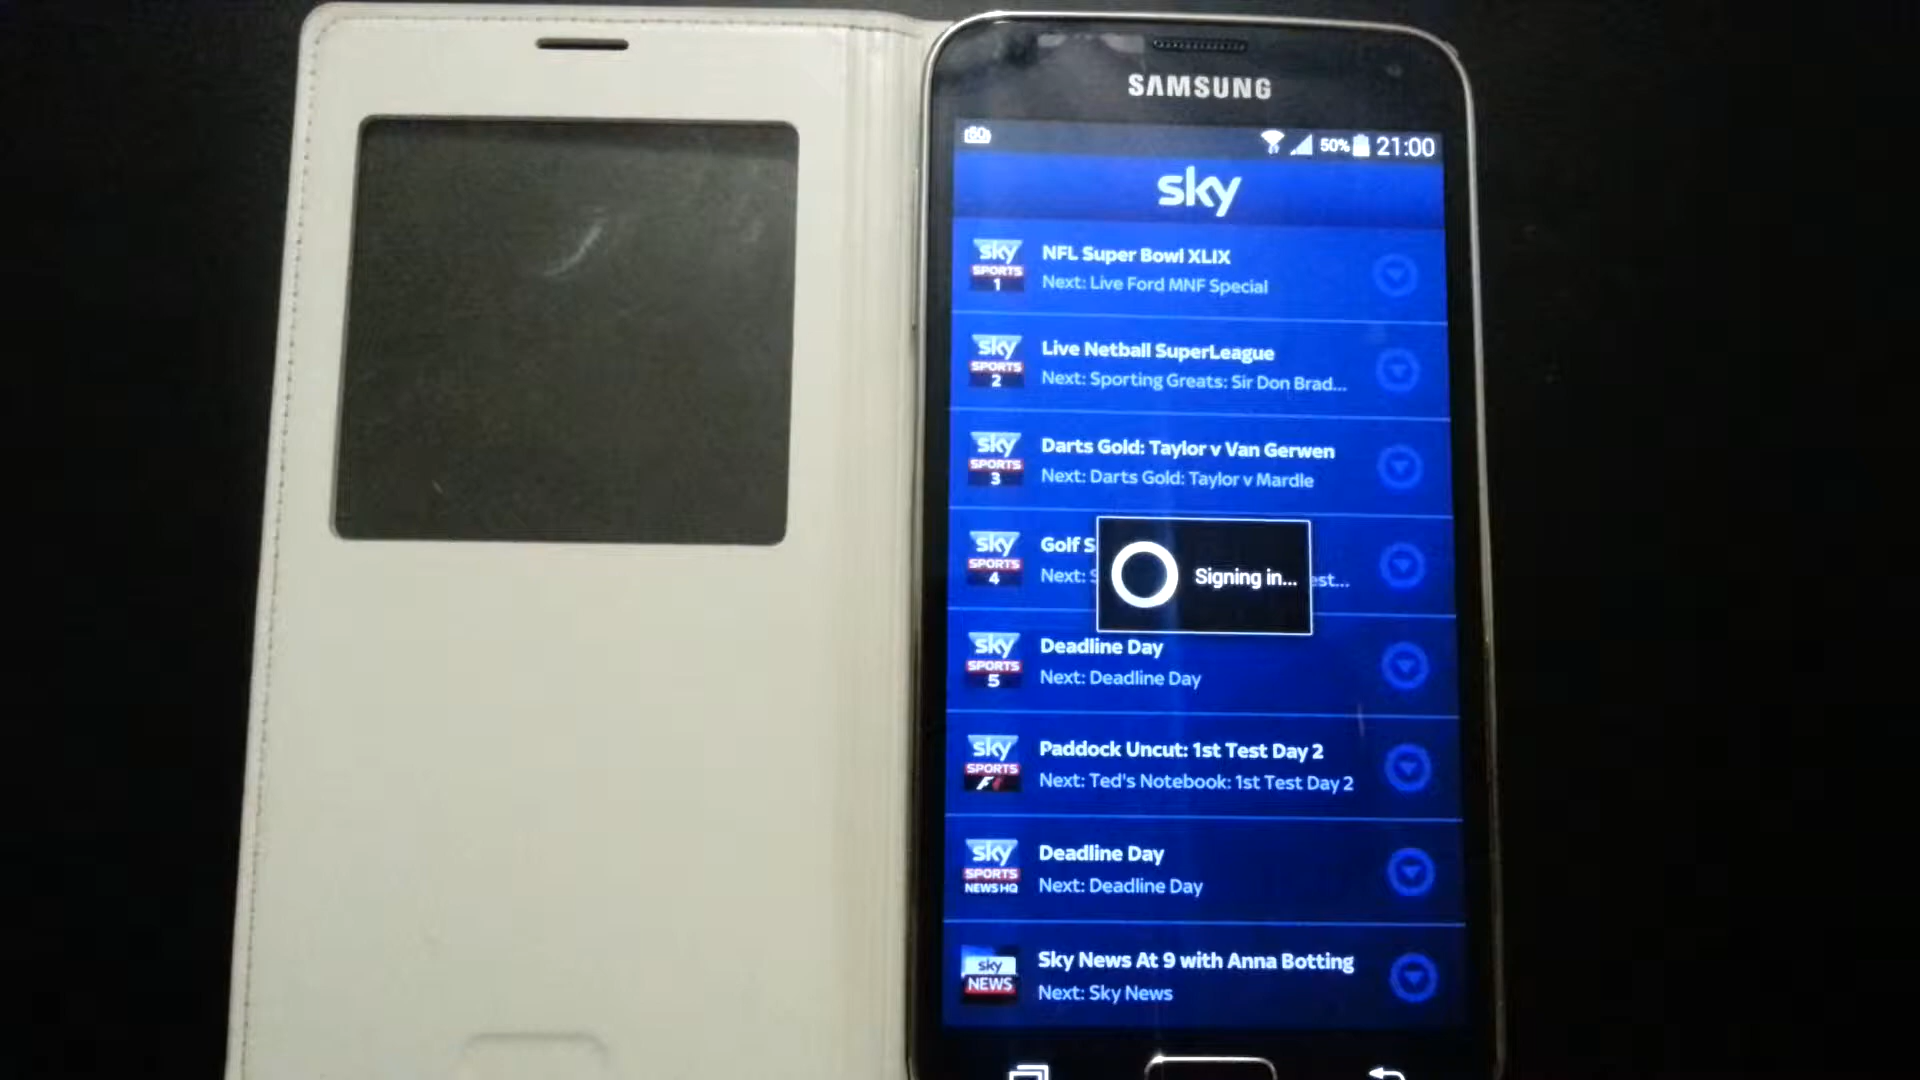 SAMSUNG
50% 21:00
sky
sky SPORTS 1
NFL Super Bowl XLIX
Next: Live Ford MNF Special
sky SPORTS 2
Live Netball SuperLeague
Next: Sporting Greats: Sir Don Brad...
sky SPORTS 3
Darts Gold: Taylor v Van Gerwen
Next: Darts Gold: Taylor v Mardle
sky SPORTS 4
Golf S
Next: S
est...
Signing in...
sky SPORTS 5
Deadline Day
Next: Deadline Day
sky SPORTS F1
Paddock Uncut: 1st Test Day 2
Next: Ted's Notebook: 1st Test Day 2
sky SPORTS NEWS HQ
Deadline Day
Next: Deadline Day
sky NEWS
Sky News At 9 with Anna Botting
Next: Sky News